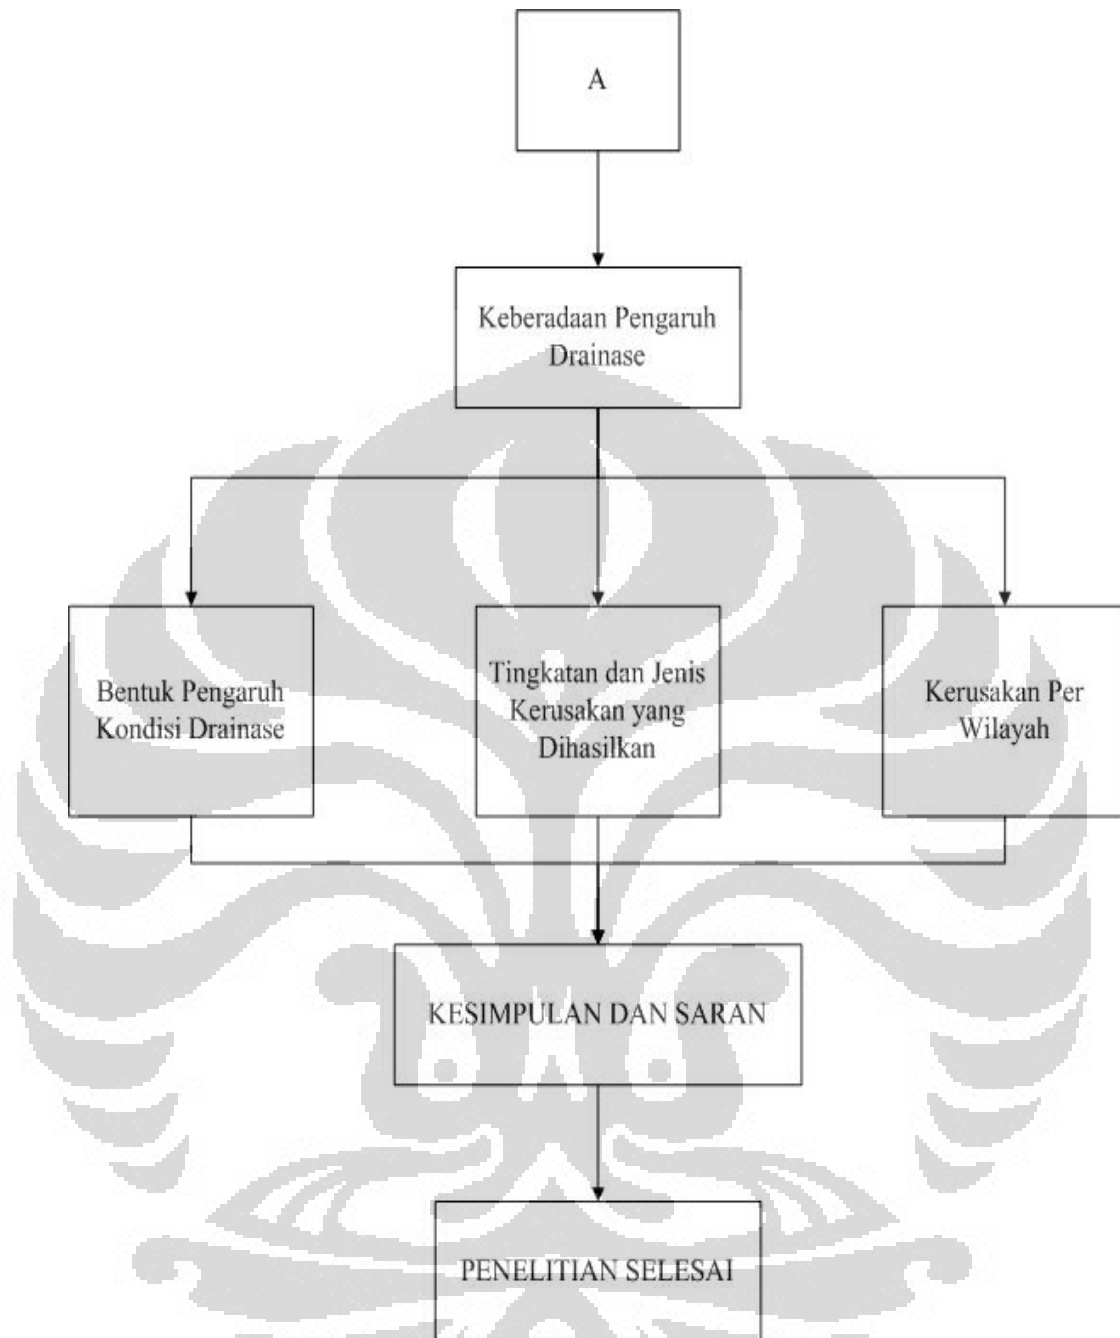 A
Keberadaan Pengaruh
Drainase
Bentuk Pengaruh
Kondisi Drainase
Tingkatan dan Jenis
Kerusakan yang
Dihasilkan
Kerusakan Per
Wilayah
KESIMPULAN DAN SARAN
PENELITIAN SELESAI